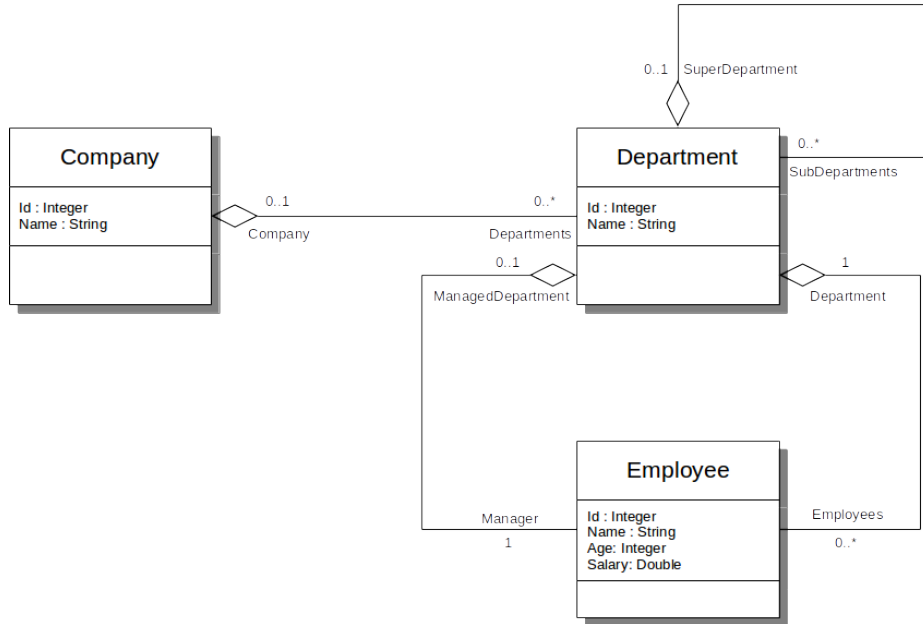 0..1
SuperDepartment
Company
Id : Integer
Name : String
0..1
Company
0..*
Departments
Department
Id : Integer
Name : String
0..*
SubDepartments
0..1
ManagedDepartment
1
Department
Employee
Id : Integer
Name : String
Age: Integer
Salary: Double
Manager
1
Employees
0..*